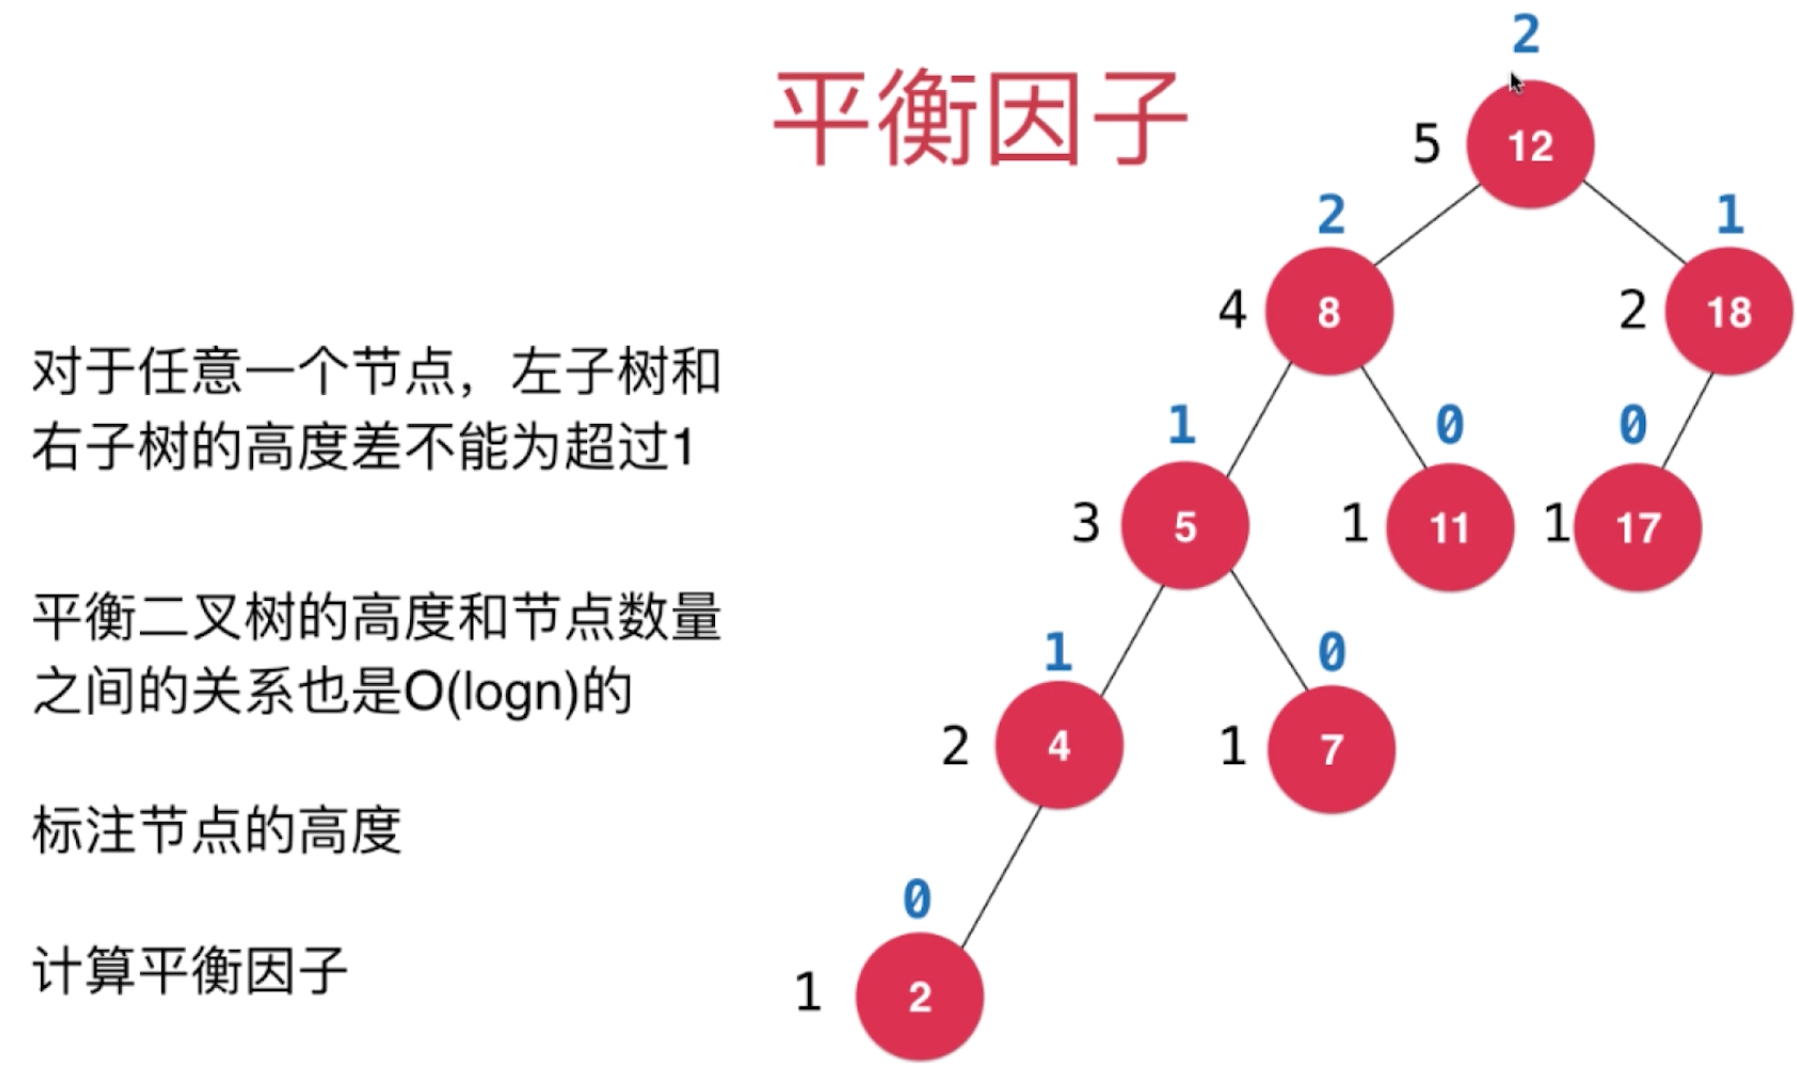 平衡因子
对于任意一个节点，左子树和
右子树的高度差不能为超过1
平衡二叉树的高度和节点数量
之间的关系也是O(logn)的
标注节点的高度
计算平衡因子
2
5 12
2 1
4 8 2 18
1 0 0
3 5 1 11 1 17
1 0
2 4 1 7
0
1 2